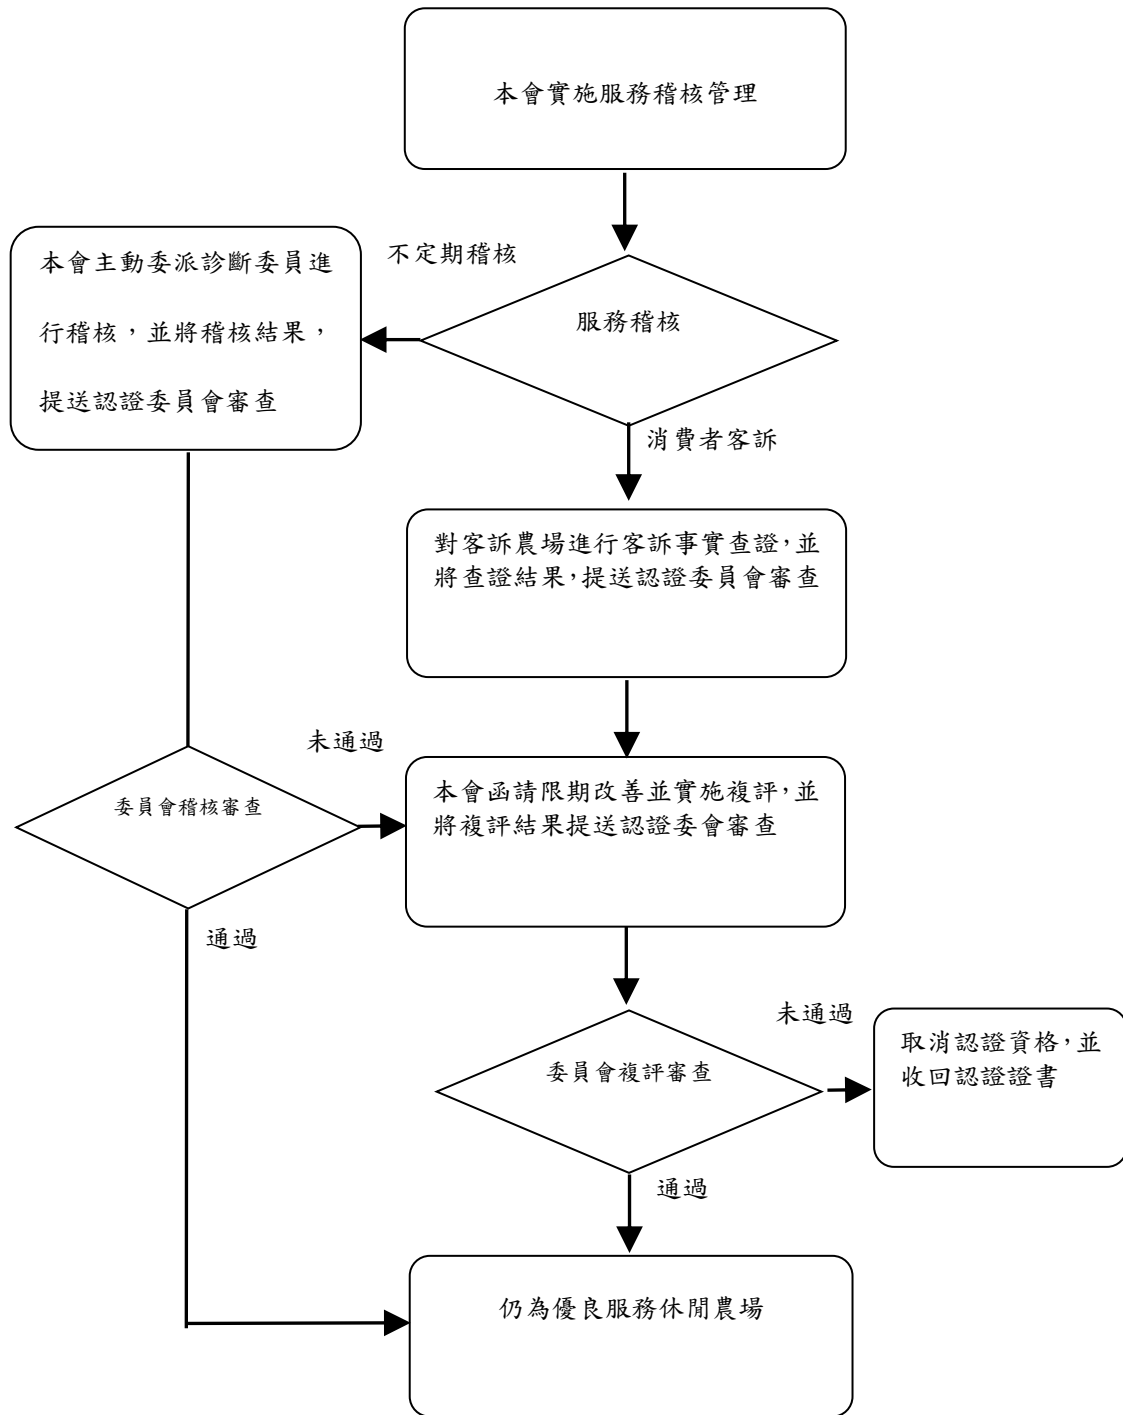 本會實施服務稽核管理
不定期稽核
本會主動委派診斷委員進
行稽核，並將稽核結果，
提送認證委員會審查
服務稽核
消費者客訴
對客訴農場進行客訴事實查證，並
將查證結果，提送認證委員會審查
未通過
委員會稽核審查
本會函請限期改善並實施複評，並
將複評結果提送認證委會審查
通過
未通過
委員會複評審查
取消認證資格，並
收回認證證書
通過
仍為優良服務休閒農場